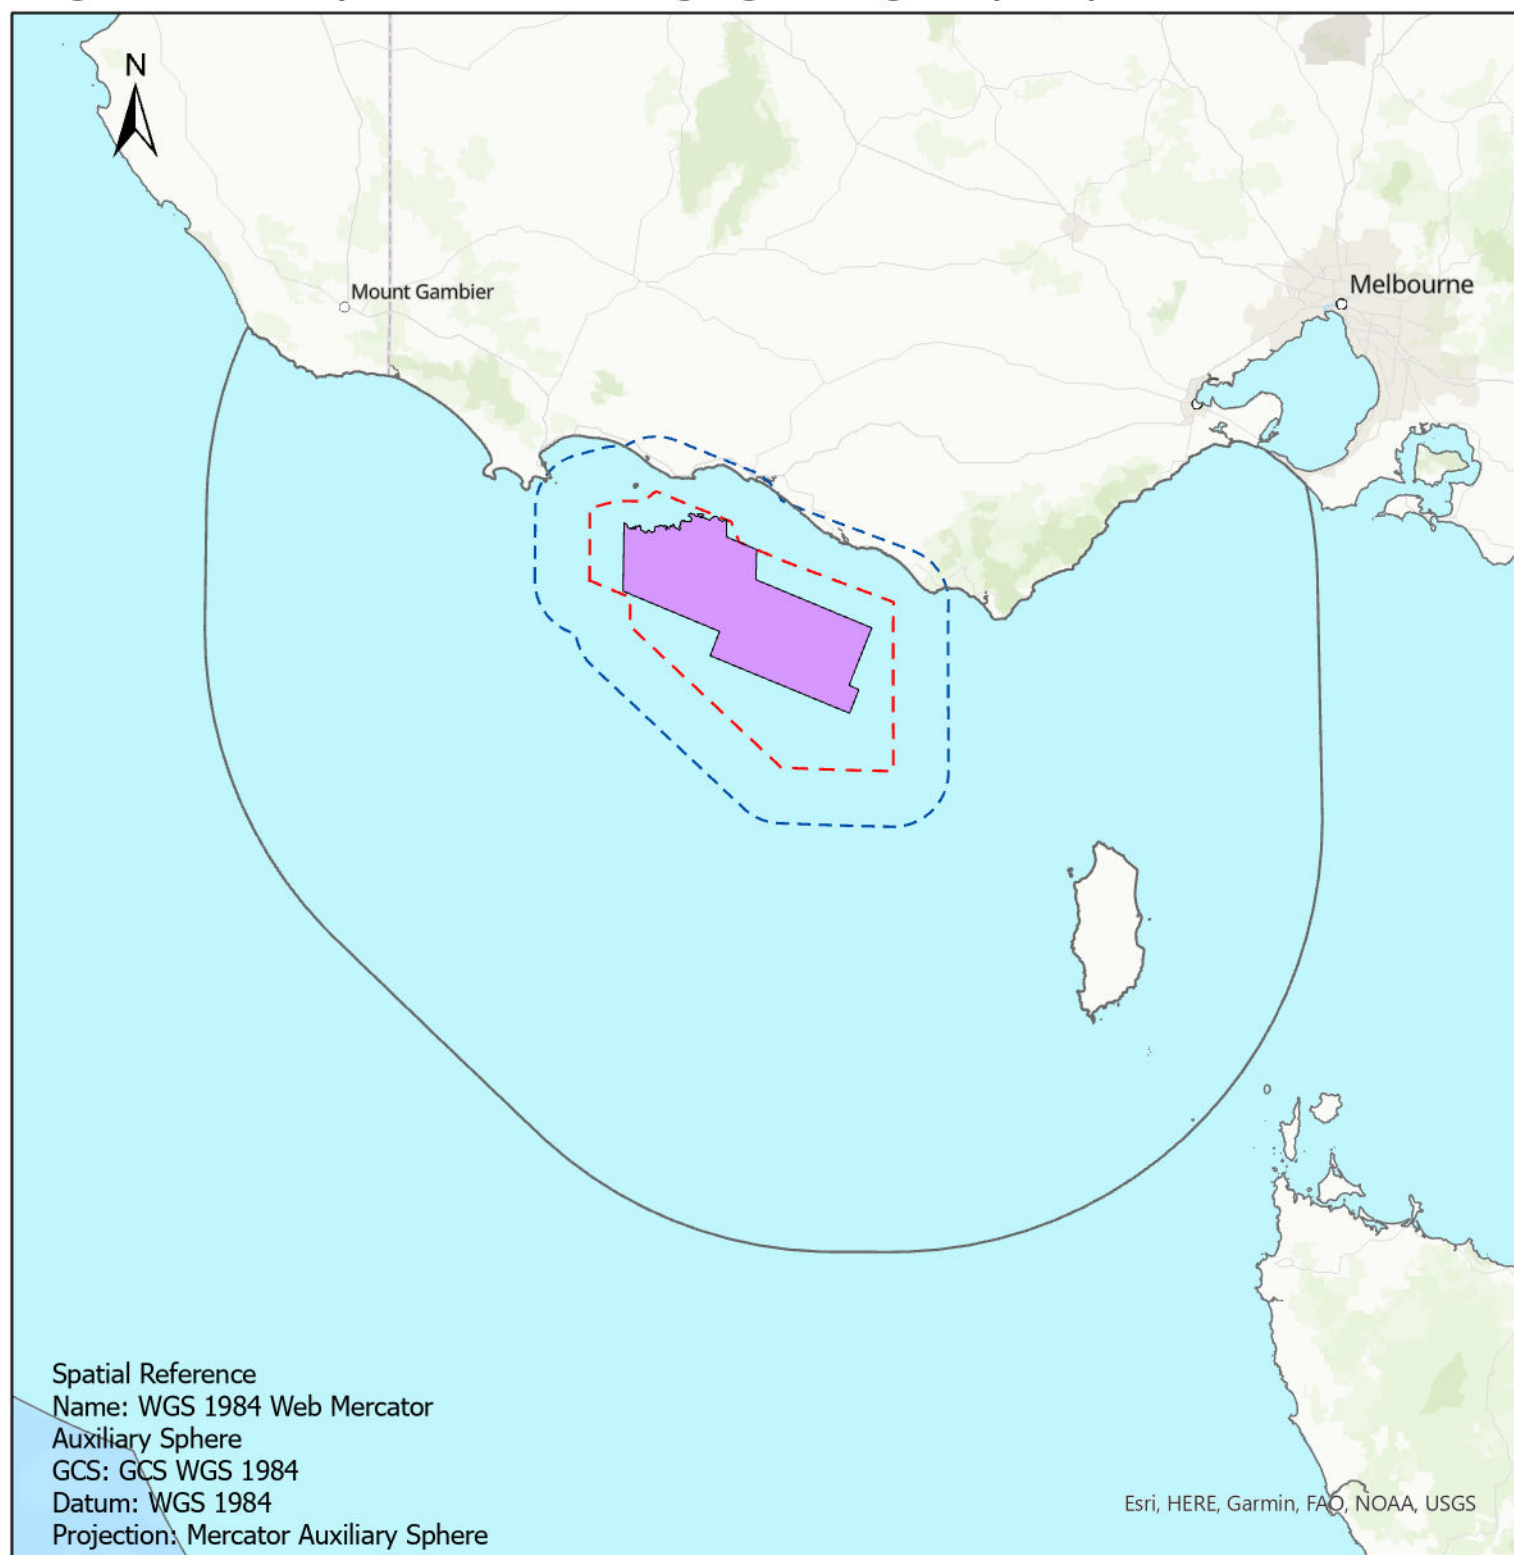 N
Mount Gambier
Melbourne
Spatial Reference
Name: WGS 1984 Web Mercator
Auxiliary Sphere
GCS: GCS WGS 1984
Datum: WGS 1984
Projection: Mercator Auxiliary Sphere
Esri, HERE, Garmin, FAO, NOAA, USGS